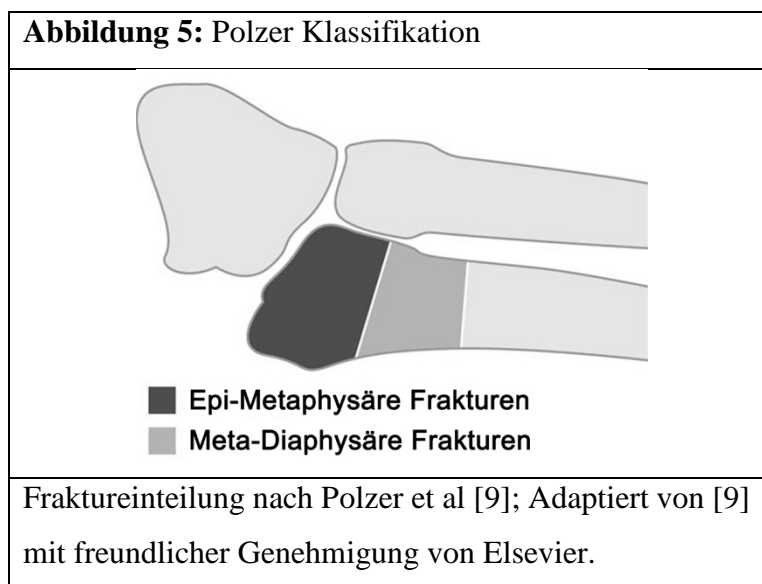 Abbildung 5: Polzer Klassifikation
Epi-Metaphysäre Frakturen
Meta-Diaphysäre Frakturen
Fraktureinteilung nach Polzer et al [9]; Adaptiert von [9]
mit freundlicher Genehmigung von Elsevier.